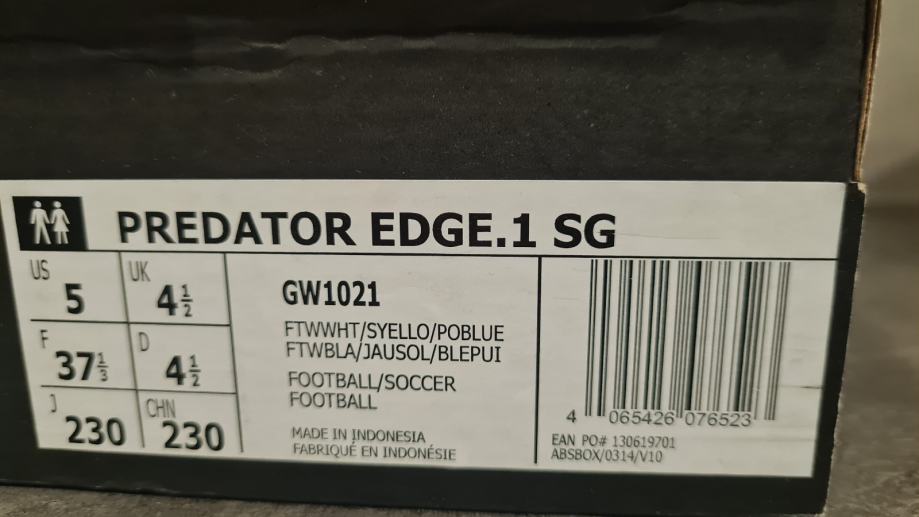 PREDATOR EDGE.1 SG
US 5
UK 4½
F 37⅓
D 4½
J 230
CHN 230
GW1021
FTWWHT/SYELLO/POBLUE
FTWBLA/JAUSOL/BLEPUI
FOOTBALL/SOCCER
FOOTBALL
MADE IN INDONESIA
FABRIQUÉ EN INDONÉSIE
4 065426 076523
EAN PO# 130619701
ABSBOX/0314/V10